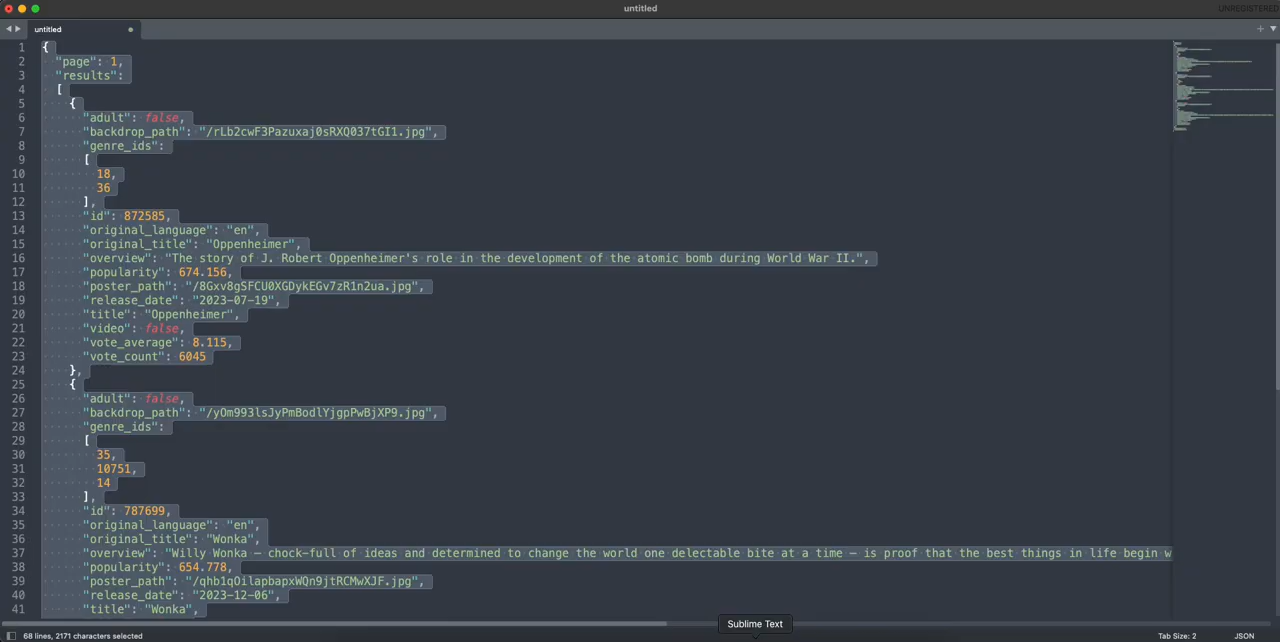 untitled
UNREGISTERED
untitled
1 {
2 "page": 1,
3 "results":
4 [
5 {
6 "adult": false,
7 "backdrop_path": "/rLb2cwF3Pazuxaj0sRXQ037tGI1.jpg",
8 "genre_ids":
9 [
10 18,
11 36
12 ],
13 "id": 872585,
14 "original_language": "en",
15 "original_title": "Oppenheimer",
16 "overview": "The story of J. Robert Oppenheimer's role in the development of the atomic bomb during World War II.",
17 "popularity": 674.156,
18 "poster_path": "/8Gxv8gSFCU0XGDykEGv7zR1n2ua.jpg",
19 "release_date": "2023-07-19",
20 "title": "Oppenheimer",
21 "video": false,
22 "vote_average": 8.115,
23 "vote_count": 6045
24 },
25 {
26 "adult": false,
27 "backdrop_path": "/yOm993lsJyPmBodlYjgpPwBjXP9.jpg",
28 "genre_ids":
29 [
30 35,
31 10751,
32 14
33 ],
34 "id": 787699,
35 "original_language": "en",
36 "original_title": "Wonka",
37 "overview": "Willy Wonka – chock-full of ideas and determined to change the world one delectable bite at a time – is proof that the best things in life begin w
38 "popularity": 654.778,
39 "poster_path": "/qhb1qOilapbapxWQn9jtRCMwXJF.jpg",
40 "release_date": "2023-12-06",
41 "title": "Wonka",
Sublime Text
68 lines, 2171 characters selected
Tab Size: 2
JSON